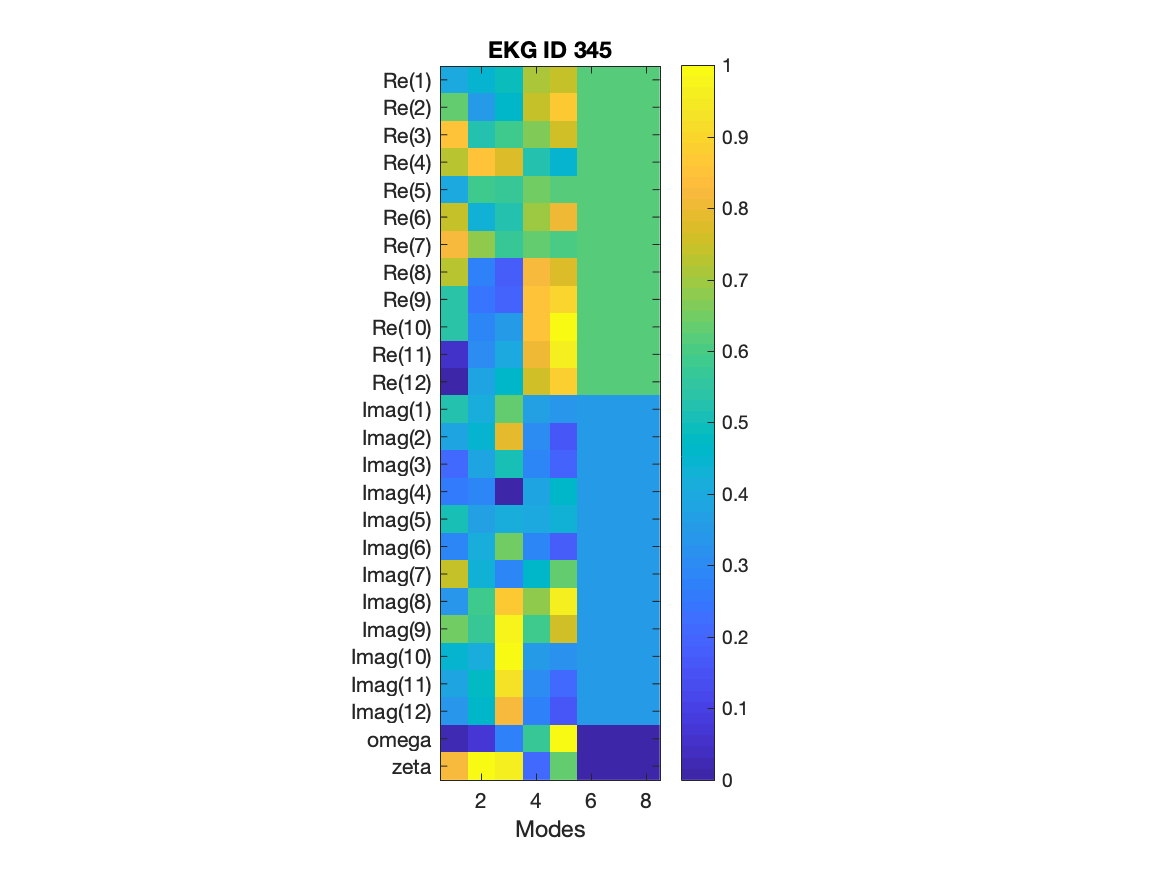 EKG ID 345
Re(1)
Re(2)
Re(3)
Re(4)
Re(5)
Re(6)
Re(7)
Re(8)
Re(9)
Re(10)
Re(11)
Re(12)
Imag(1)
Imag(2)
Imag(3)
Imag(4)
Imag(5)
Imag(6)
Imag(7)
Imag(8)
Imag(9)
Imag(10)
Imag(11)
Imag(12)
omega
zeta
2 4 6 8
Modes
1
0.9
0.8
0.7
0.6
0.5
0.4
0.3
0.2
0.1
0